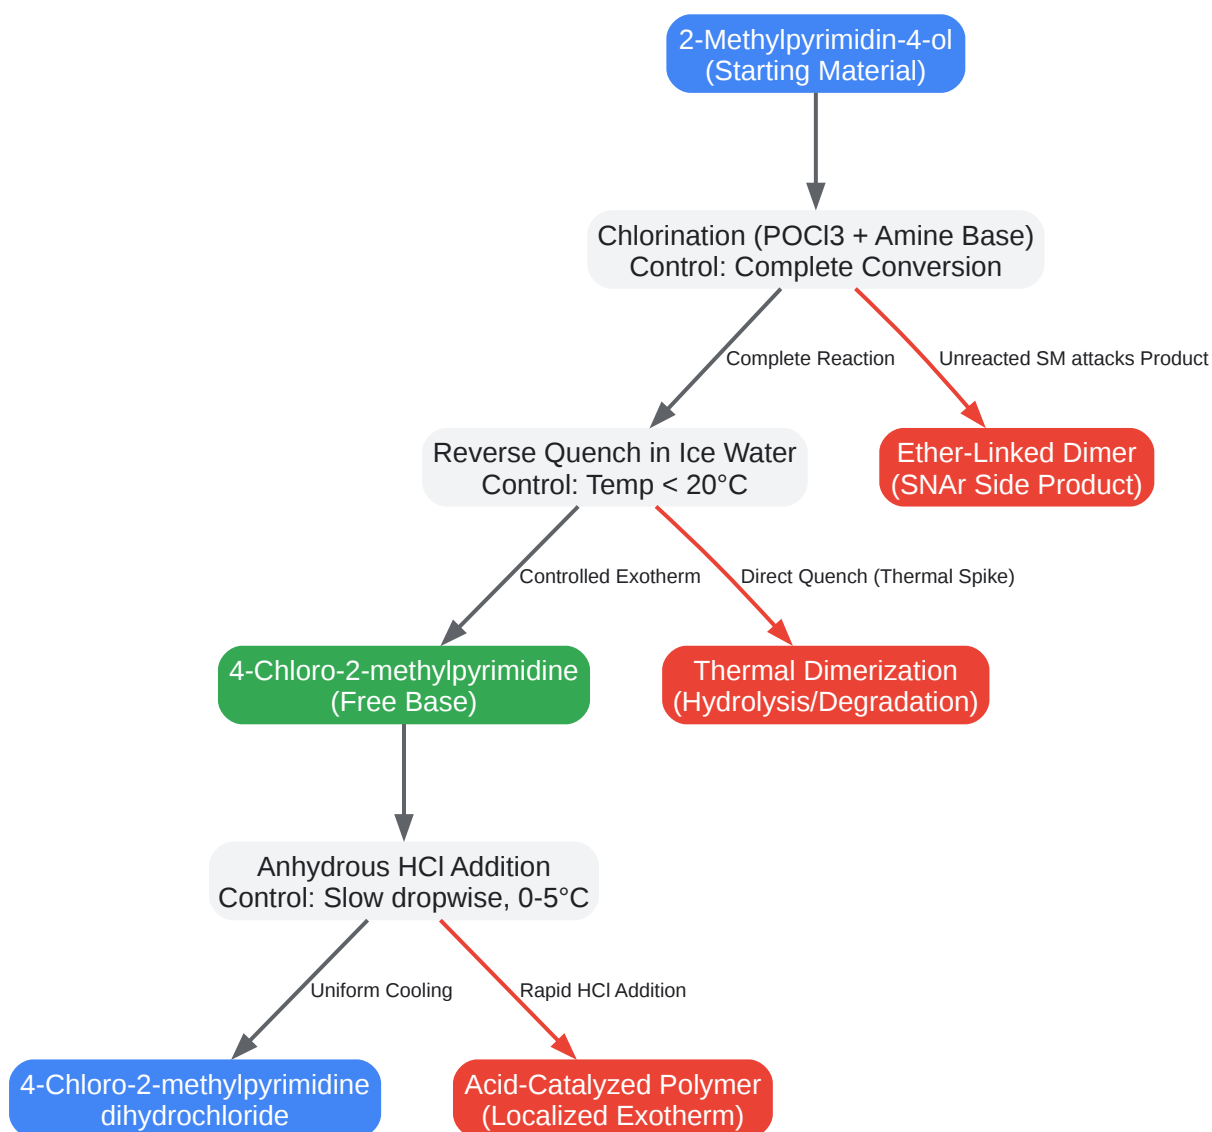 2-Methylpyrimidin-4-ol
(Starting Material)
Chlorination (POCl3 + Amine Base)
Control: Complete Conversion
Complete Reaction
Unreacted SM attacks Product
Reverse Quench in Ice Water
Control: Temp < 20°C
Ether-Linked Dimer
(SNAr Side Product)
Controlled Exotherm
Direct Quench (Thermal Spike)
4-Chloro-2-methylpyrimidine
(Free Base)
Thermal Dimerization
(Hydrolysis/Degradation)
Anhydrous HCl Addition
Control: Slow dropwise, 0-5°C
Uniform Cooling
Rapid HCl Addition
4-Chloro-2-methylpyrimidine
dihydrochloride
Acid-Catalyzed Polymer
(Localized Exotherm)